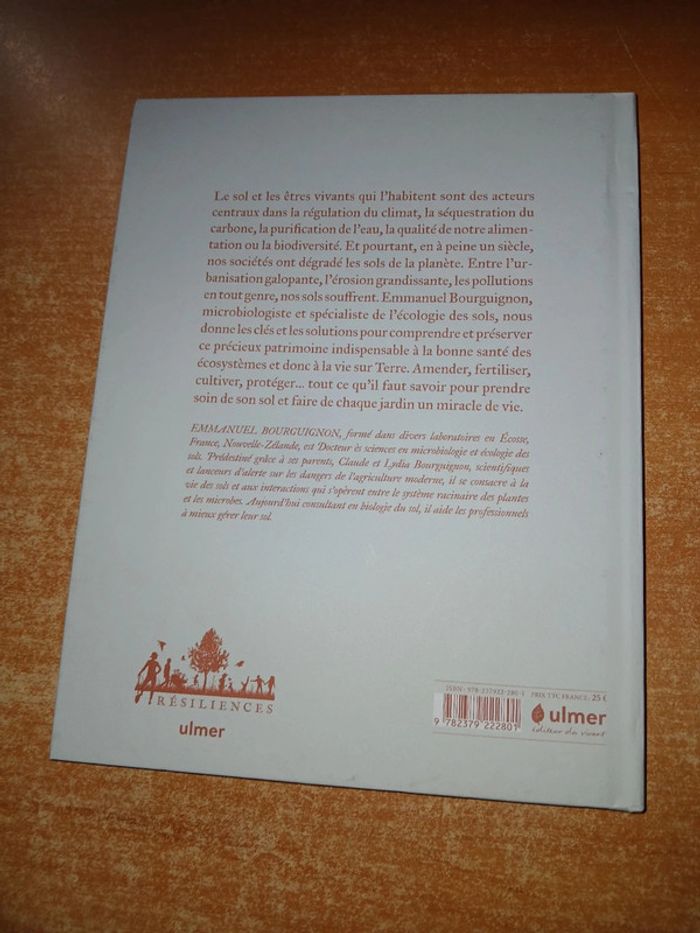 Le sol et les êtres vivants qui l'habitent sont des acteurs
centraux dans la régulation du climat, la séquestration du
carbone, la purification de l'eau, la qualité de notre alimen-
tation ou la biodiversité. Et pourtant, en à peine un siècle,
nos sociétés ont dégradé les sols de la planète. Entre l'ur-
banisation galopante, l'érosion grandissante, les pollutions
en tout genre, nos sols souffrent. Emmanuel Bourguignon,
microbiologiste et spécialiste de l'écologie des sols, nous
donne les clés et les solutions pour comprendre et préserver
ce précieux patrimoine indispensable à la bonne santé des
écosystèmes et donc à la vie sur Terre. Amender, fertiliser,
cultiver, protéger... tout ce qu'il faut savoir pour prendre
soin de son sol et faire de chaque jardin un miracle de vie.
EMMANUEL BOURGUIGNON, formé dans divers laboratoires en Écosse,
France, Nouvelle-Zélande, est Docteur ès sciences en microbiologie et écologie des
sols. Prédestiné grâce à ses parents, Claude et Lydia Bourguignon, scientifiques
et lanceurs d'alerte sur les dangers de l'agriculture moderne, il se consacre à la
vie des sols et aux interactions qui s'opèrent entre le système racinaire des plantes
et les microbes. Aujourd'hui consultant en biologie du sol, il aide les professionnels
à mieux gérer leur sol.
RÉSILIENCES
ulmer
ISBN : 978-237922-280-1 PRIX TTC FRANCE : 25 €
9 782379 222801
ulmer
éditeur du vivant